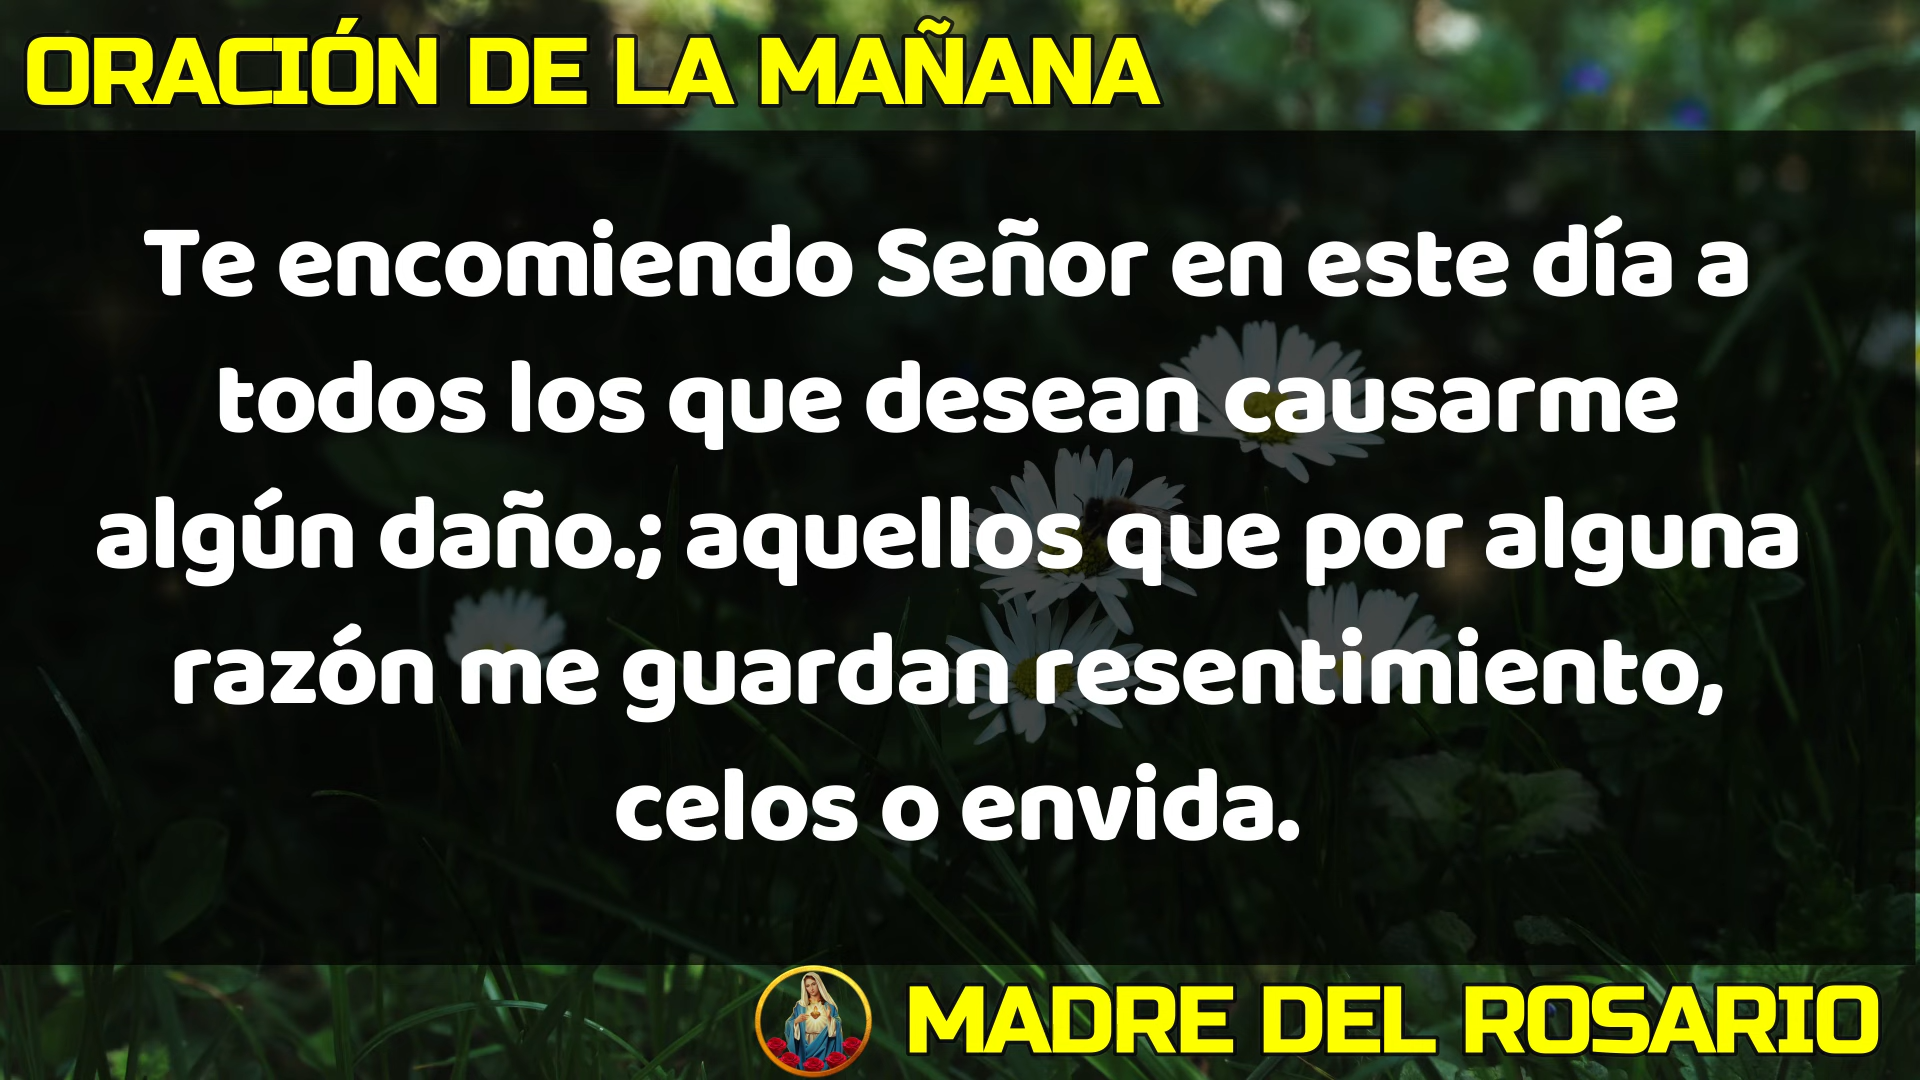 ORACIÓN DE LA MAÑANA
Te encomiendo Señor en este día a
todos los que desean causarme
algún daño.; aquellos que por alguna
razón me guardan resentimiento,
celos o envida.
MADRE DEL ROSARIO